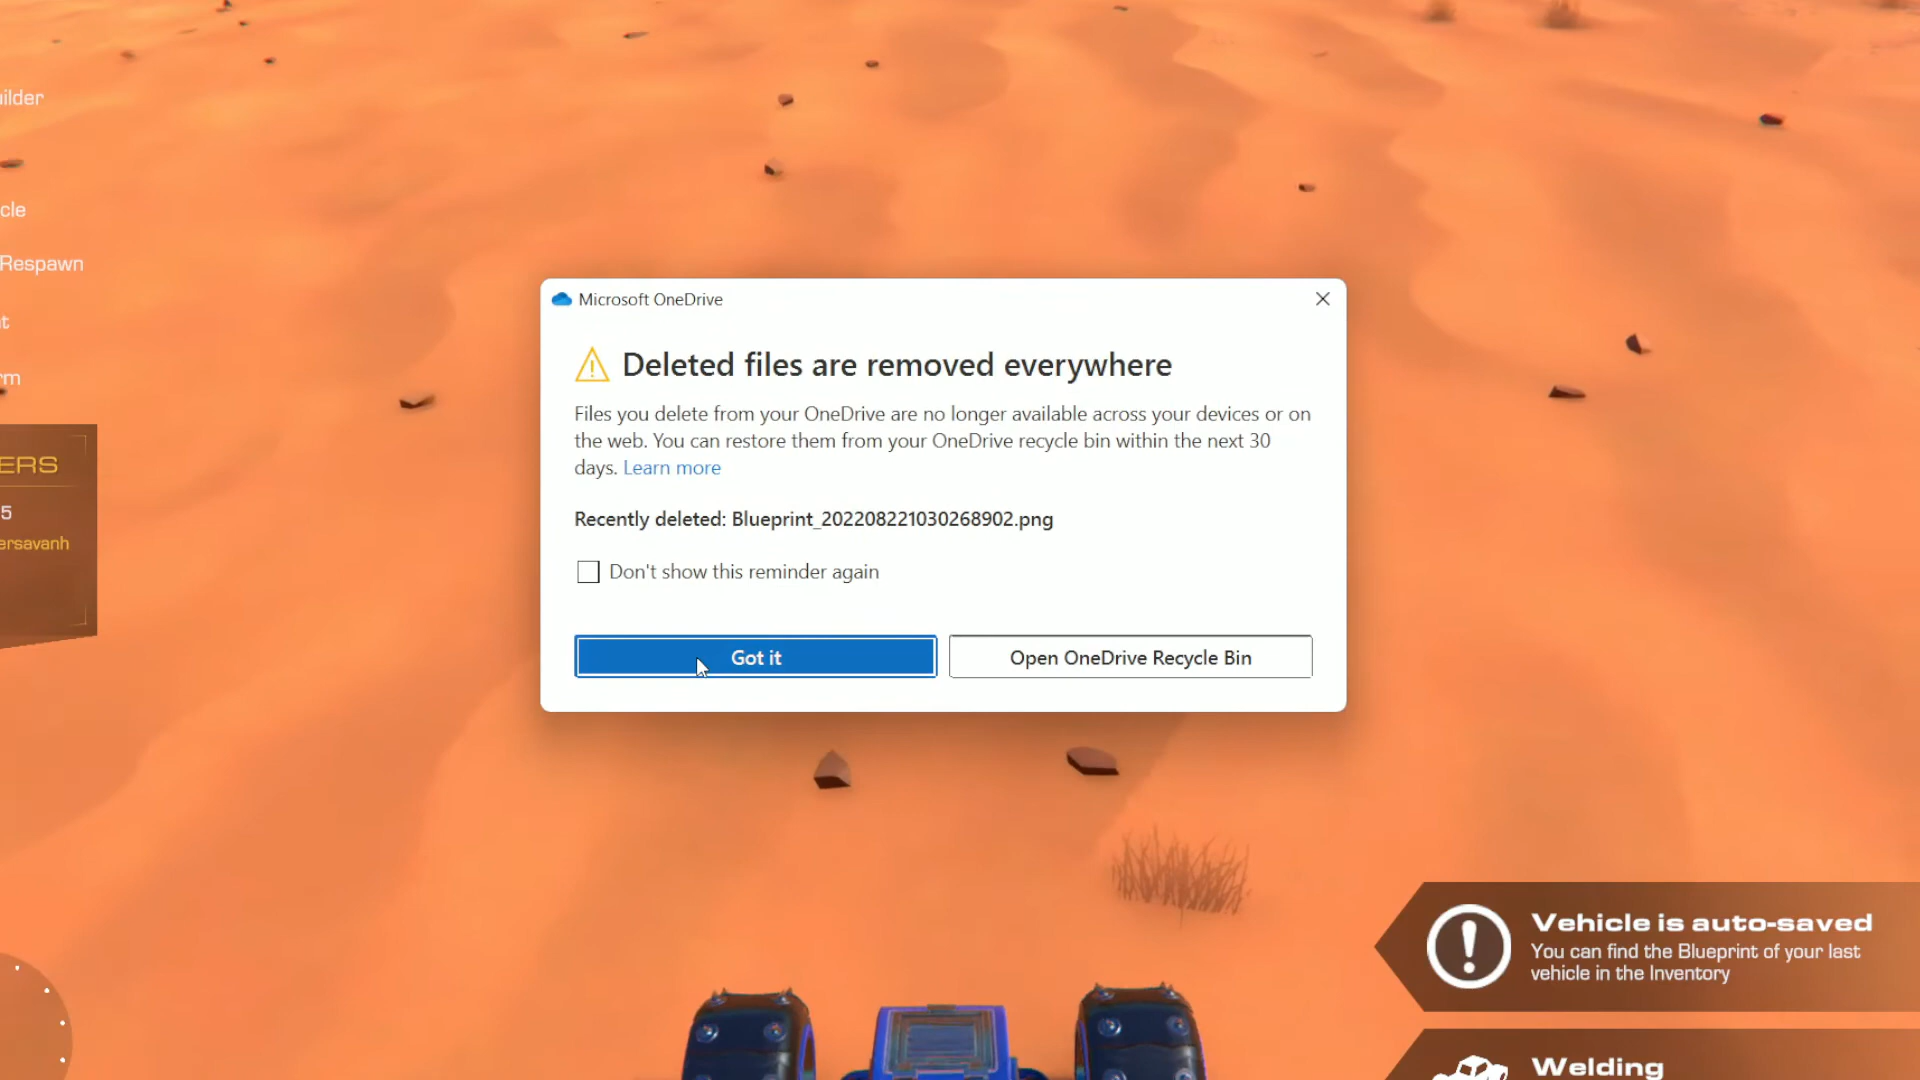 uilder
cle
Respawn
t
rm
ERS
5
ersavanh
Microsoft OneDrive
Deleted files are removed everywhere
Files you delete from your OneDrive are no longer available across your devices or on
the web. You can restore them from your OneDrive recycle bin within the next 30
days. Learn more
Recently deleted: Blueprint_202208221030268902.png
Don't show this reminder again
Got it
Open OneDrive Recycle Bin
Vehicle is auto-saved
You can find the Blueprint of your last
vehicle in the Inventory
Welding